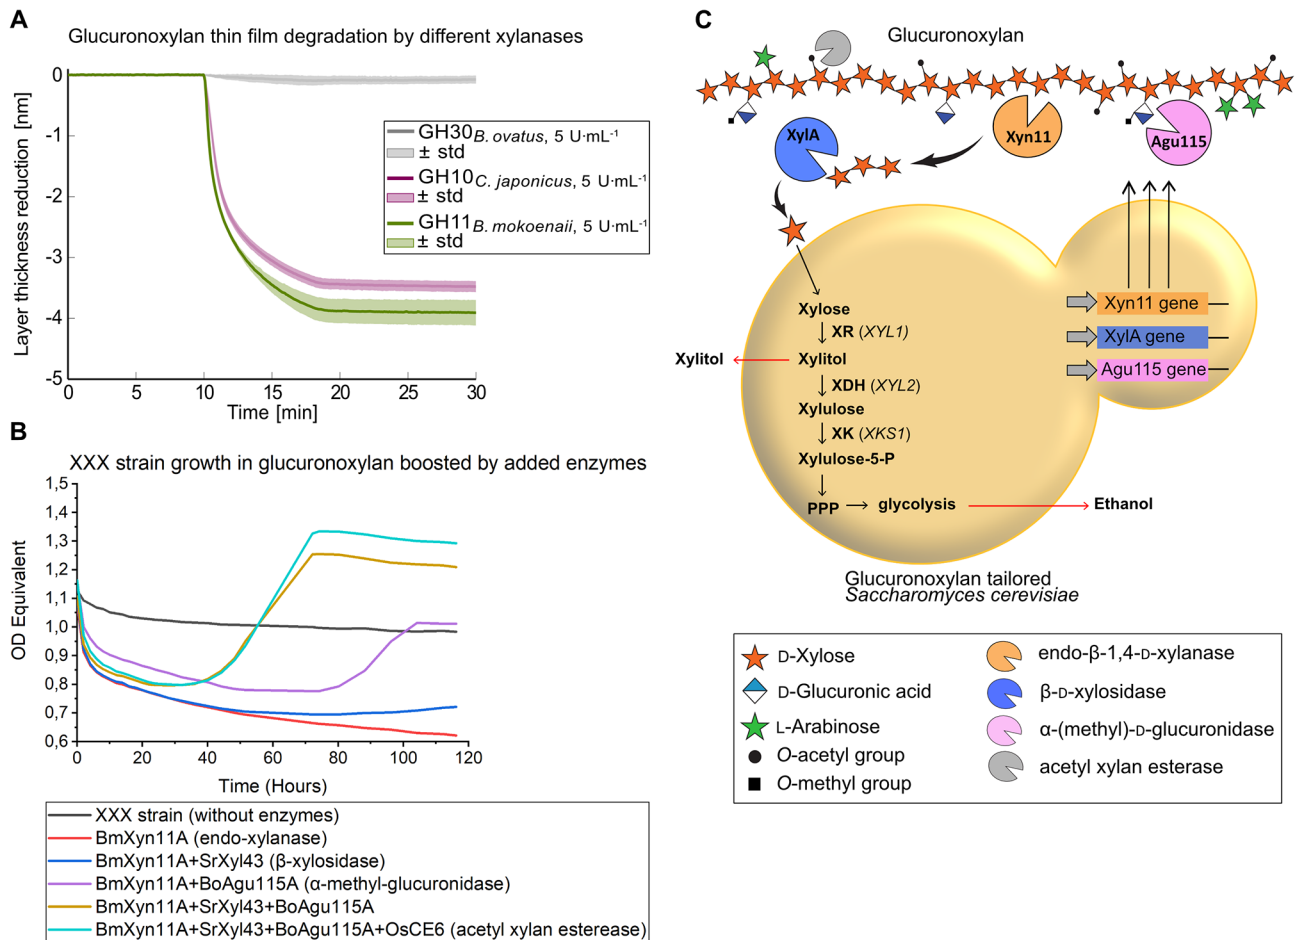 A
Glucuronoxylan thin film degradation by different xylanases
0
-1
-2
-3
-4
-5
Layer thickness reduction [nm]
GH30 B. ovatus, 5 U·mL-1
± std
GH10 C. japonicus, 5 U·mL-1
± std
GH11 B. mokoenaii, 5 U·mL-1
± std
0 5 10 15 20 25 30
Time [min]
B
XXX strain growth in glucuronoxylan boosted by added enzymes
1,5
1,4
1,3
1,2
1,1
1,0
0,9
0,8
0,7
0,6
OD Equivalent
0 20 40 60 80 100 120
Time (Hours)
XXX strain (without enzymes)
BmXyn11A (endo-xylanase)
BmXyn11A+SrXyl43 (β-xylosidase)
BmXyn11A+BoAgu115A (α-methyl-glucuronidase)
BmXyn11A+SrXyl43+BoAgu115A
BmXyn11A+SrXyl43+BoAgu115A+OsCE6 (acetyl xylan esterease)
C
Glucuronoxylan
XylA
Xyn11
Agu115
Xylose
XR (XYL1)
Xylitol
Xylitol
XDH (XYL2)
Xylulose
XK (XKS1)
Xylulose-5-P
PPP
glycolysis
Ethanol
Xyn11 gene
XylA gene
Agu115 gene
Glucuronoxylan tailored
Saccharomyces cerevisiae
D-Xylose
D-Glucuronic acid
L-Arabinose
O-acetyl group
O-methyl group
endo-β-1,4-D-xylanase
β-D-xylosidase
α-(methyl)-D-glucuronidase
acetyl xylan esterase